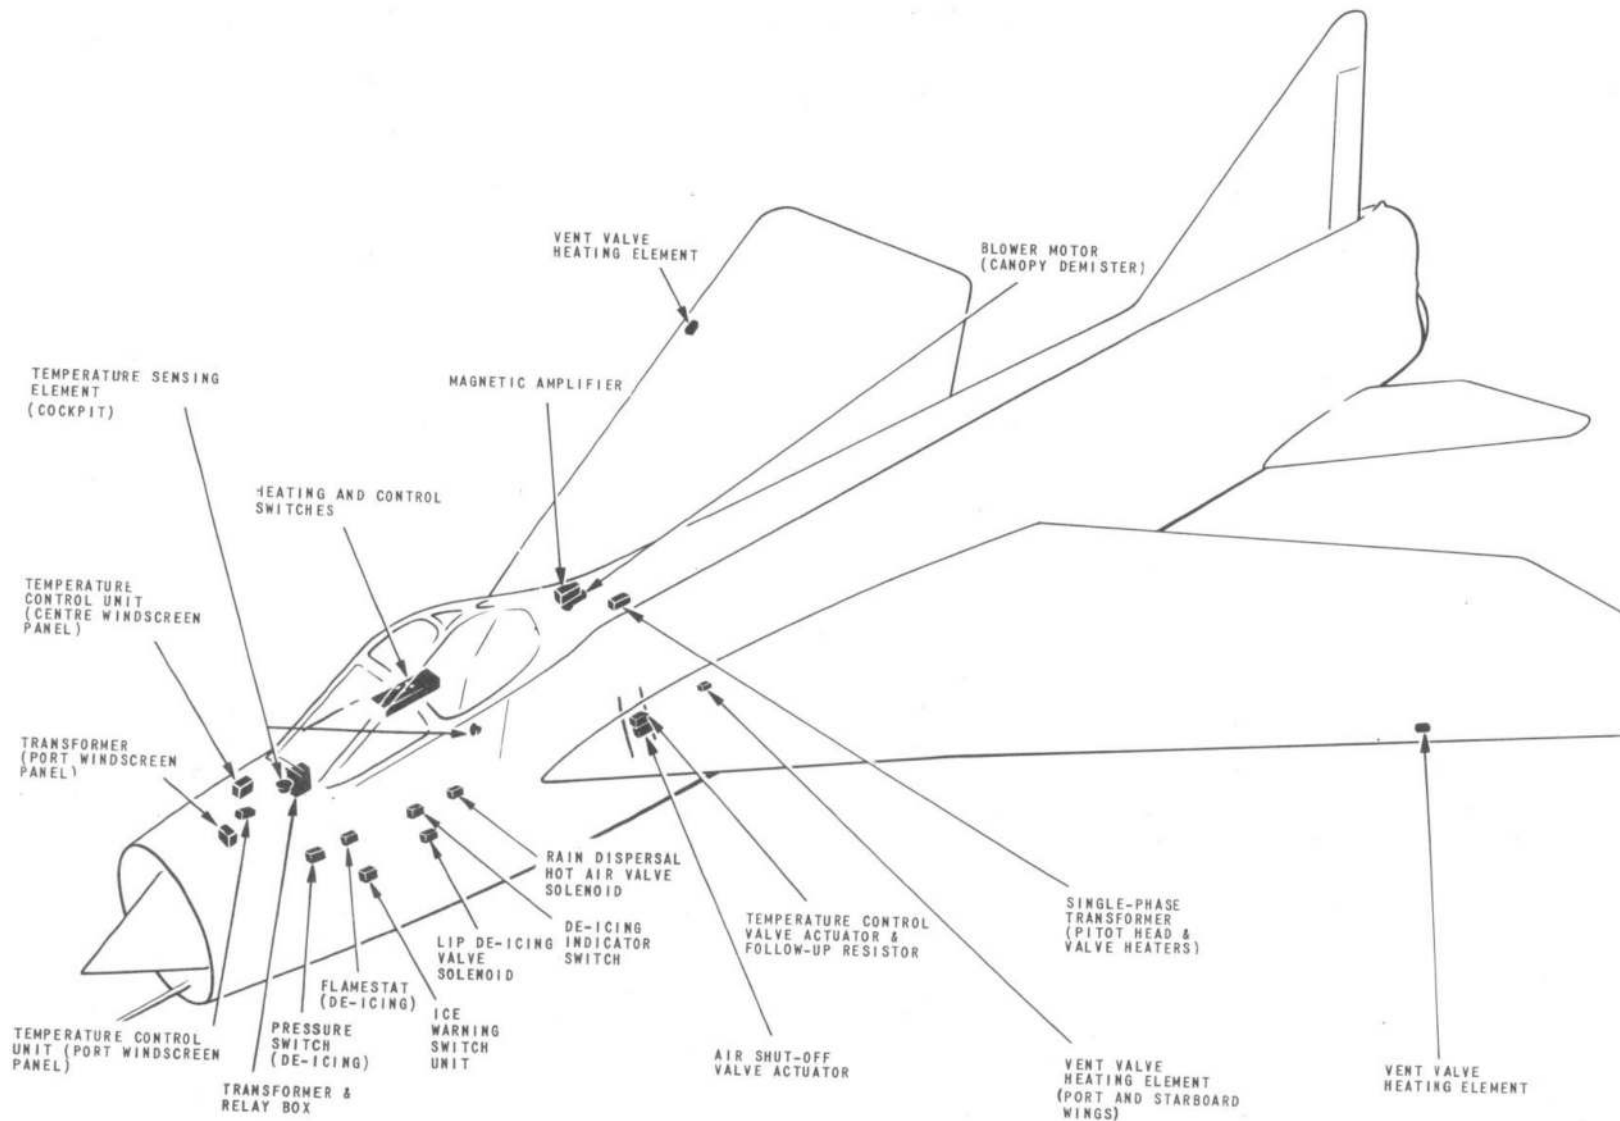 VENT VALVE
HEATING ELEMENT
BLOWER MOTOR
(CANOPY DEMISTER)
TEMPERATURE SENSING
ELEMENT
(COCKPIT)
MAGNETIC AMPLIFIER
HEATING AND CONTROL
SWITCHES
TEMPERATURE
CONTROL UNIT
(CENTRE WINDSCREEN
PANEL)
TRANSFORMER
(PORT WINDSCREEN
PANEL)
RAIN DISPERSAL
HOT AIR VALVE
SOLENOID
DE-ICING
INDICATOR
SWITCH
LIP DE-ICING
VALVE
SOLENOID
FLAMESTAT
(DE-ICING)
ICE
WARNING
SWITCH
UNIT
PRESSURE
SWITCH
(DE-ICING)
TEMPERATURE CONTROL
UNIT (PORT WINDSCREEN
PANEL)
TRANSFORMER &
RELAY BOX
TEMPERATURE CONTROL
VALVE ACTUATOR &
FOLLOW-UP RESISTOR
AIR SHUT-OFF
VALVE ACTUATOR
SINGLE-PHASE
TRANSFORMER
(PITOT HEAD &
VALVE HEATERS)
VENT VALVE
HEATING ELEMENT
(PORT AND STARBOARD
WINGS)
VENT VALVE
HEATING ELEMENT